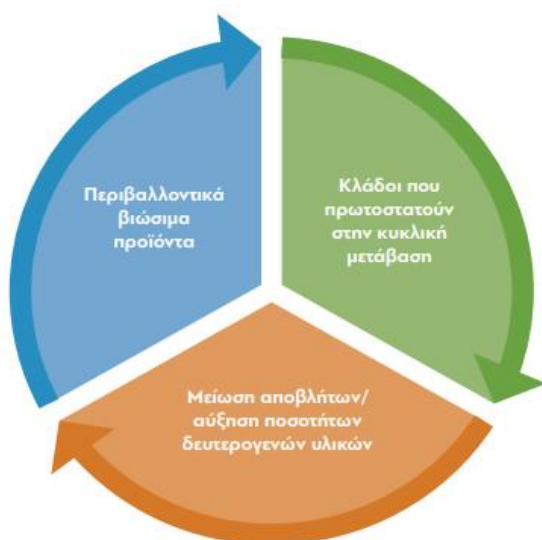 Περιβαλλοντικά
βιώσιμα
προϊόντα
Κλάδοι που
πρωτοστατούν
στην κυκλική
μετάβαση
Μείωση αποβλήτων/
αύξηση ποσοτήτων
δευτερογενών υλικών